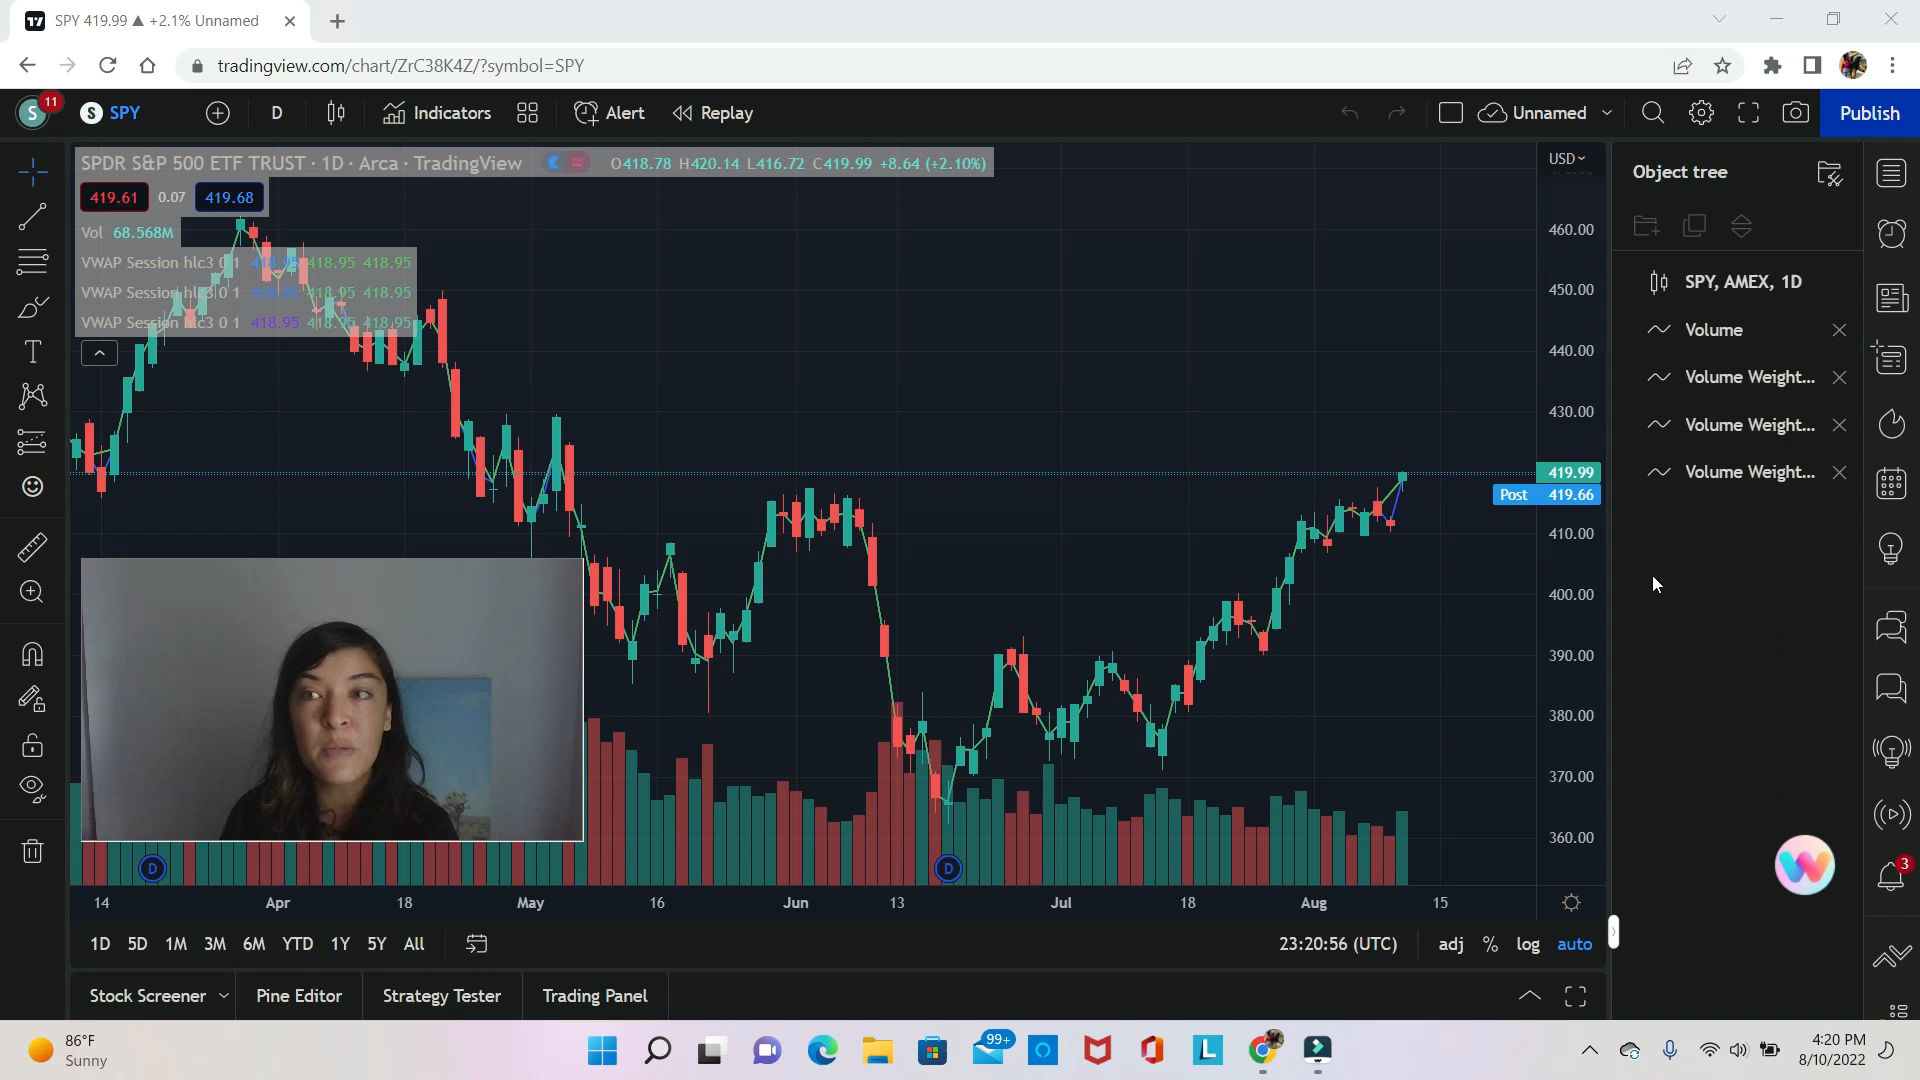 SPY 419.99 ▲ +2.1% Unnamed
tradingview.com/chart/ZrC38K4Z/?symbol=SPY
S 11 S SPY D Indicators Alert Replay Unnamed Publish
SPDR S&P 500 ETF TRUST · 1D · Arca · TradingView O418.78 H420.14 L416.72 C419.99 +8.64 (+2.10%)
USD
419.61 0.07 419.68
Vol 68.568M
VWAP Session hlc3 0 1 418.95 418.95 418.95
VWAP Session hlc3 0 1 418.95 418.95 418.95
VWAP Session hlc3 0 1 418.95 418.95 418.95
460.00
450.00
440.00
430.00
419.99
Post 419.66
410.00
400.00
390.00
380.00
370.00
360.00
Object tree
SPY, AMEX, 1D
Volume
Volume Weight...
Volume Weight...
Volume Weight...
3
D D
14 Apr 18 May 16 Jun 13 Jul 18 Aug 15
1D 5D 1M 3M 6M YTD 1Y 5Y All 23:20:56 (UTC) adj % log auto
Stock Screener Pine Editor Strategy Tester Trading Panel
86°F
Sunny
99+
L
4:20 PM
8/10/2022